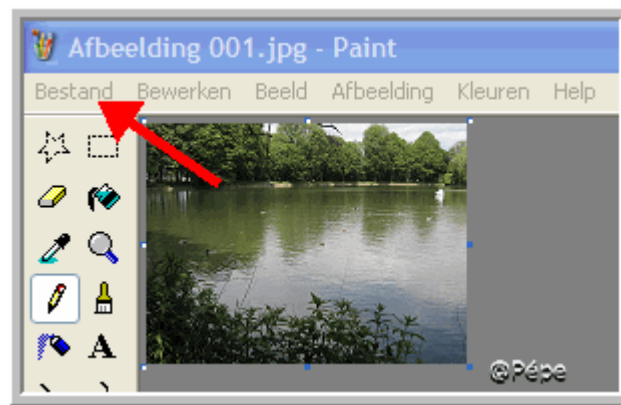 Afbeelding 001.jpg - Paint
Bestand Bewerken Beeld Afbeelding Kleuren Help
A
@Pépe